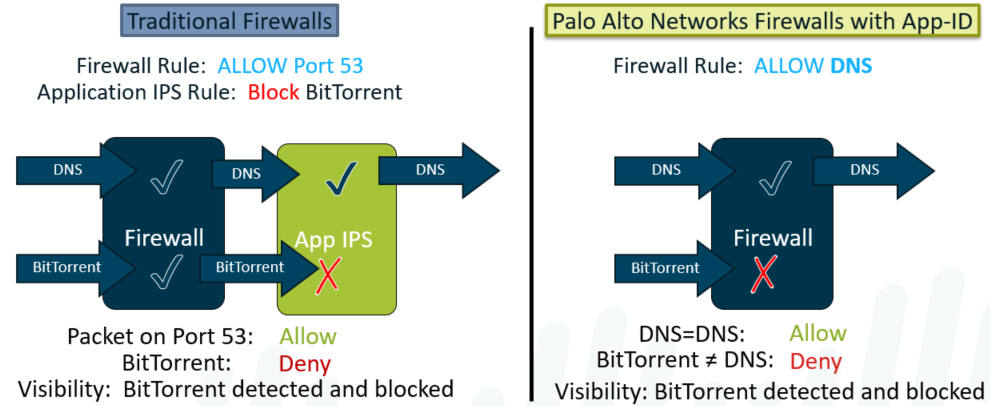 Traditional Firewalls
Firewall Rule: ALLOW Port 53
Application IPS Rule: Block BitTorrent
DNS
DNS
DNS
Firewall
App IPS
BitTorrent
BitTorrent
Packet on Port 53: Allow
BitTorrent: Deny
Visibility: BitTorrent detected and blocked
Palo Alto Networks Firewalls with App-ID
Firewall Rule: ALLOW DNS
DNS
DNS
Firewall
BitTorrent
DNS=DNS: Allow
BitTorrent ≠ DNS: Deny
Visibility: BitTorrent detected and blocked